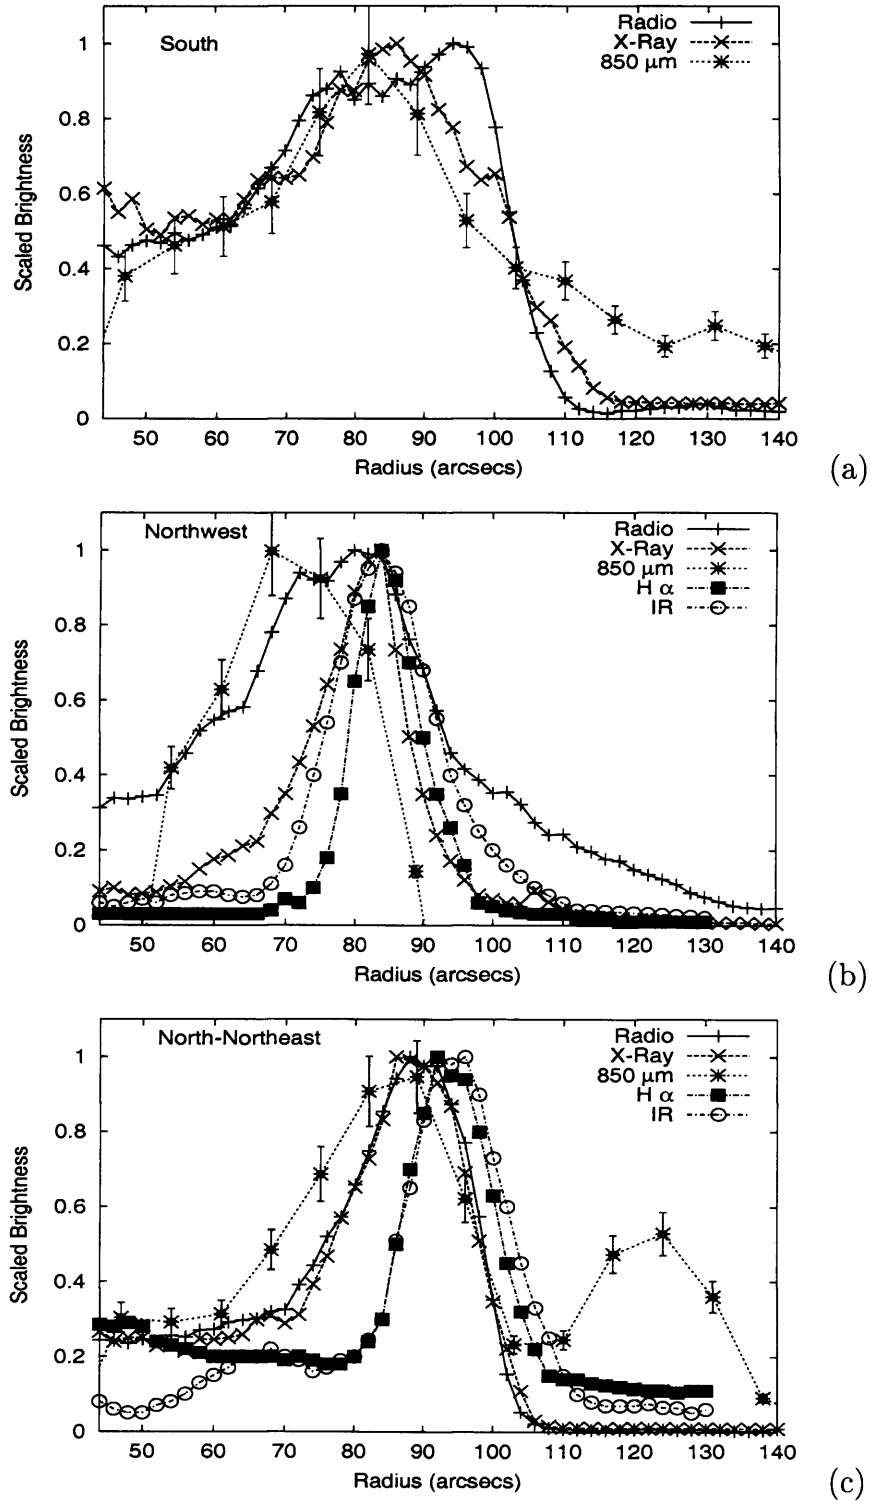 South
Radio
X-Ray
850 μm
Scaled Brightness
1
0.8
0.6
0.4
0.2
0
50 60 70 80 90 100 110 120 130 140
Radius (arcsecs)
(a)
Northwest
Radio
X-Ray
850 μm
H α
IR
Scaled Brightness
1
0.8
0.6
0.4
0.2
0
50 60 70 80 90 100 110 120 130 140
Radius (arcsecs)
(b)
North-Northeast
Radio
X-Ray
850 μm
H α
IR
Scaled Brightness
1
0.8
0.6
0.4
0.2
0
50 60 70 80 90 100 110 120 130 140
Radius (arcsecs)
(c)